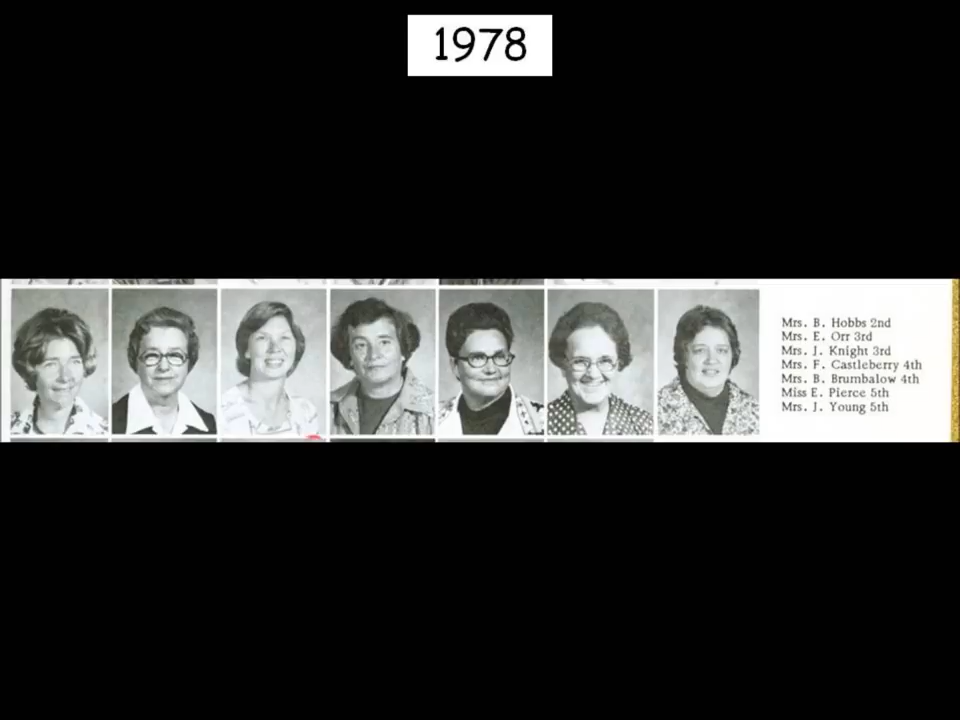 1978
Mrs. B. Hobbs 2nd
Mrs. E. Orr 3rd
Mrs. J. Knight 3rd
Mrs. F. Castleberry 4th
Mrs. B. Brumbalow 4th
Miss E. Pierce 5th
Mrs. J. Young 5th